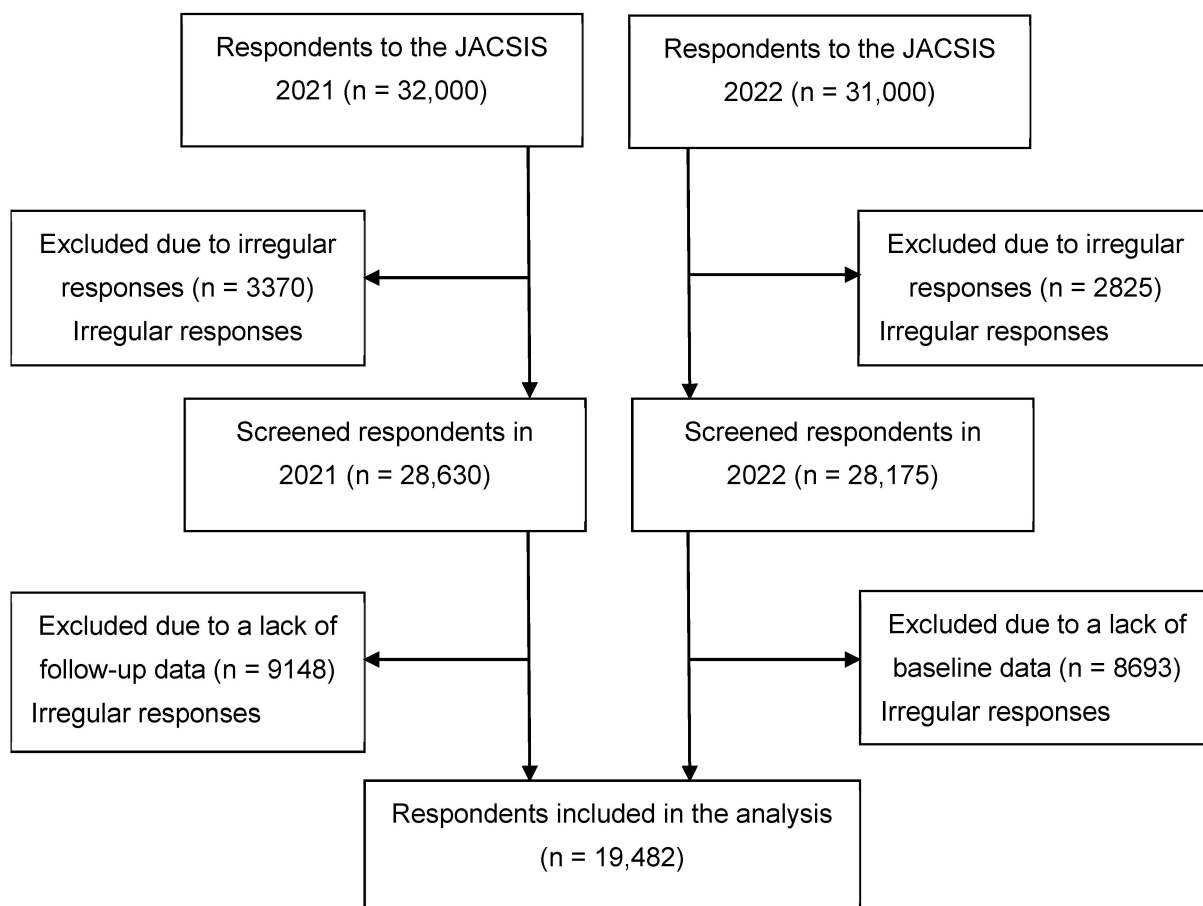 Respondents to the JACSIS
2021 (n = 32,000)
Respondents to the JACSIS
2022 (n = 31,000)
Excluded due to irregular
responses (n = 3370)
Irregular responses
Excluded due to irregular
responses (n = 2825)
Irregular responses
Screened respondents in
2021 (n = 28,630)
Screened respondents in
2022 (n = 28,175)
Excluded due to a lack of
follow-up data (n = 9148)
Irregular responses
Excluded due to a lack of
baseline data (n = 8693)
Irregular responses
Respondents included in the analysis
(n = 19,482)